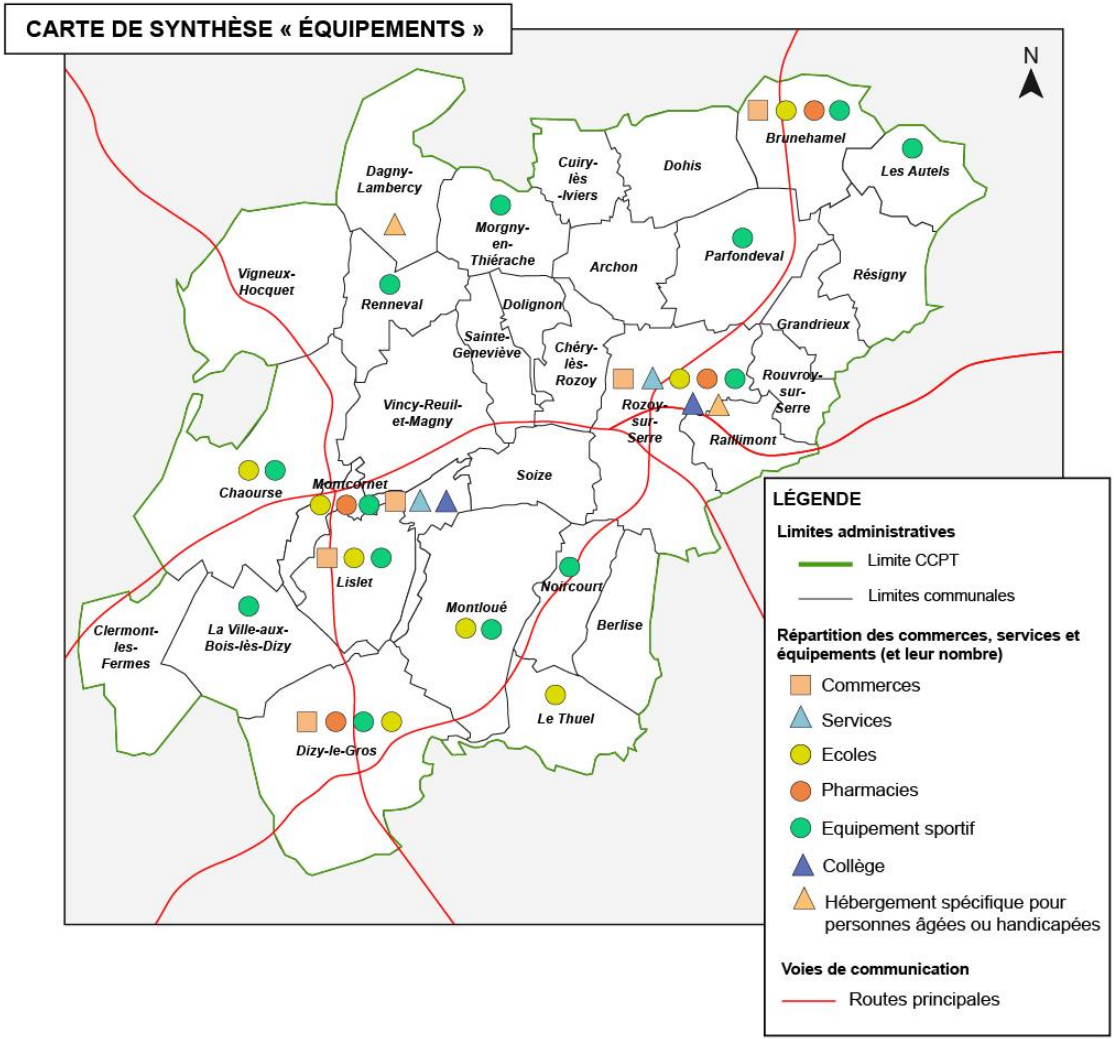 CARTE DE SYNTHÈSE « ÉQUIPEMENTS »
N
Brunehamel
Les Autels
Dohis
Cuiry-
lès
-Iviers
Dagny-
Lambercy
Morgny-
en-
Thiérache
Parfondeval
Archon
Résigny
Vigneux-
Hocquet
Renneval
Dolignon
Grandrieux
Sainte-
Geneviève
Chéry-
lès-
Rozoy
Rouvroy-
sur-
Serre
Vincy-Reuil-
et-Magny
Rozoy-
sur-
Serre
Raillimont
Soize
Chaourse
Montcornet
Lislet
Noircourt
Montloué
Berlise
La Ville-aux-
Bois-lès-Dizy
Clermont-
les-
Fermes
Le Thuel
Dizy-le-Gros
LÉGENDE
Limites administratives
Limite CCPT
Limites communales
Répartition des commerces, services et
équipements (et leur nombre)
Commerces
Services
Ecoles
Pharmacies
Equipement sportif
Collège
Hébergement spécifique pour
personnes âgées ou handicapées
Voies de communication
Routes principales